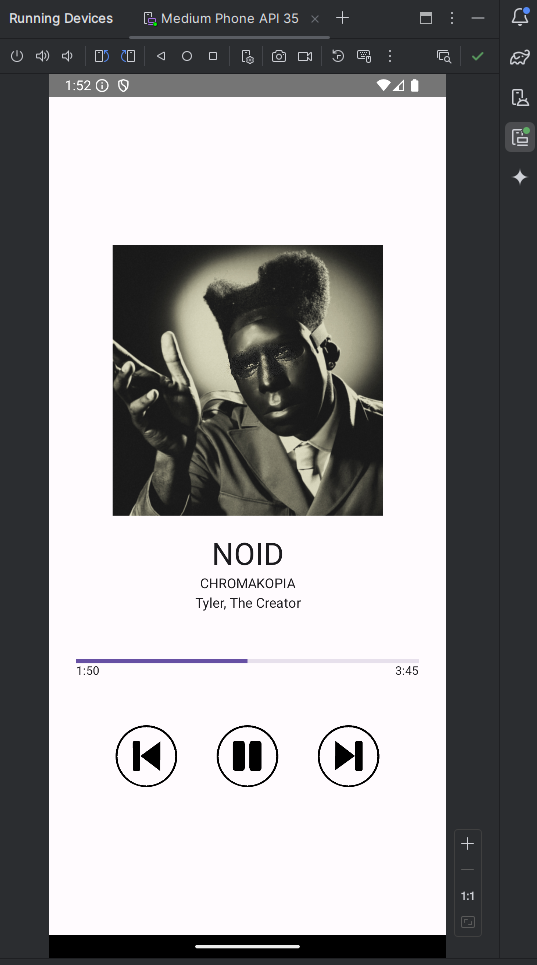 Running Devices
Medium Phone API 35
1:52
NOID
CHROMAKOPIA
Tyler, The Creator
1:50
3:45
1:1